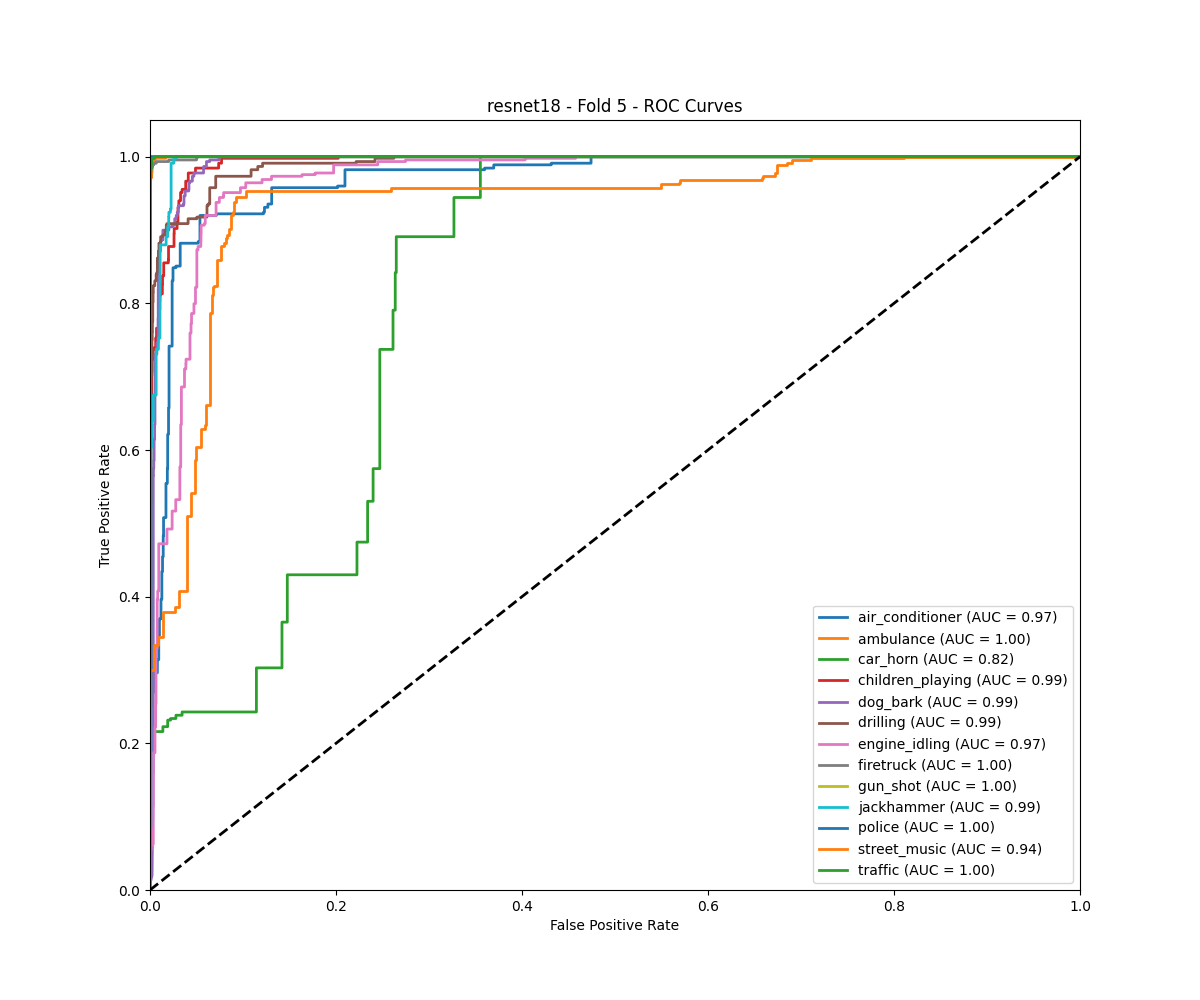 resnet18 - Fold 5 - ROC Curves
True Positive Rate
1.0
0.8
0.6
0.4
0.2
0.0
0.0 0.2 0.4 0.6 0.8 1.0
False Positive Rate
air_conditioner (AUC = 0.97)
ambulance (AUC = 1.00)
car_horn (AUC = 0.82)
children_playing (AUC = 0.99)
dog_bark (AUC = 0.99)
drilling (AUC = 0.99)
engine_idling (AUC = 0.97)
firetruck (AUC = 1.00)
gun_shot (AUC = 1.00)
jackhammer (AUC = 0.99)
police (AUC = 1.00)
street_music (AUC = 0.94)
traffic (AUC = 1.00)